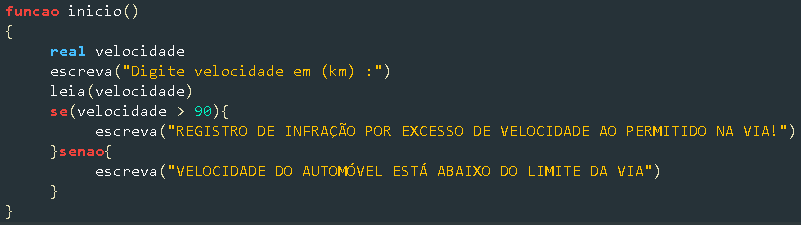 funcao inicio()
{
real velocidade
escreva("Digite velocidade em (km) :")
leia(velocidade)
se(velocidade > 90){
escreva("REGISTRO DE INFRAÇÃO POR EXCESSO DE VELOCIDADE AO PERMITIDO NA VIA!")
}senao{
escreva("VELOCIDADE DO AUTOMÓVEL ESTÁ ABAIXO DO LIMITE DA VIA")
}
}